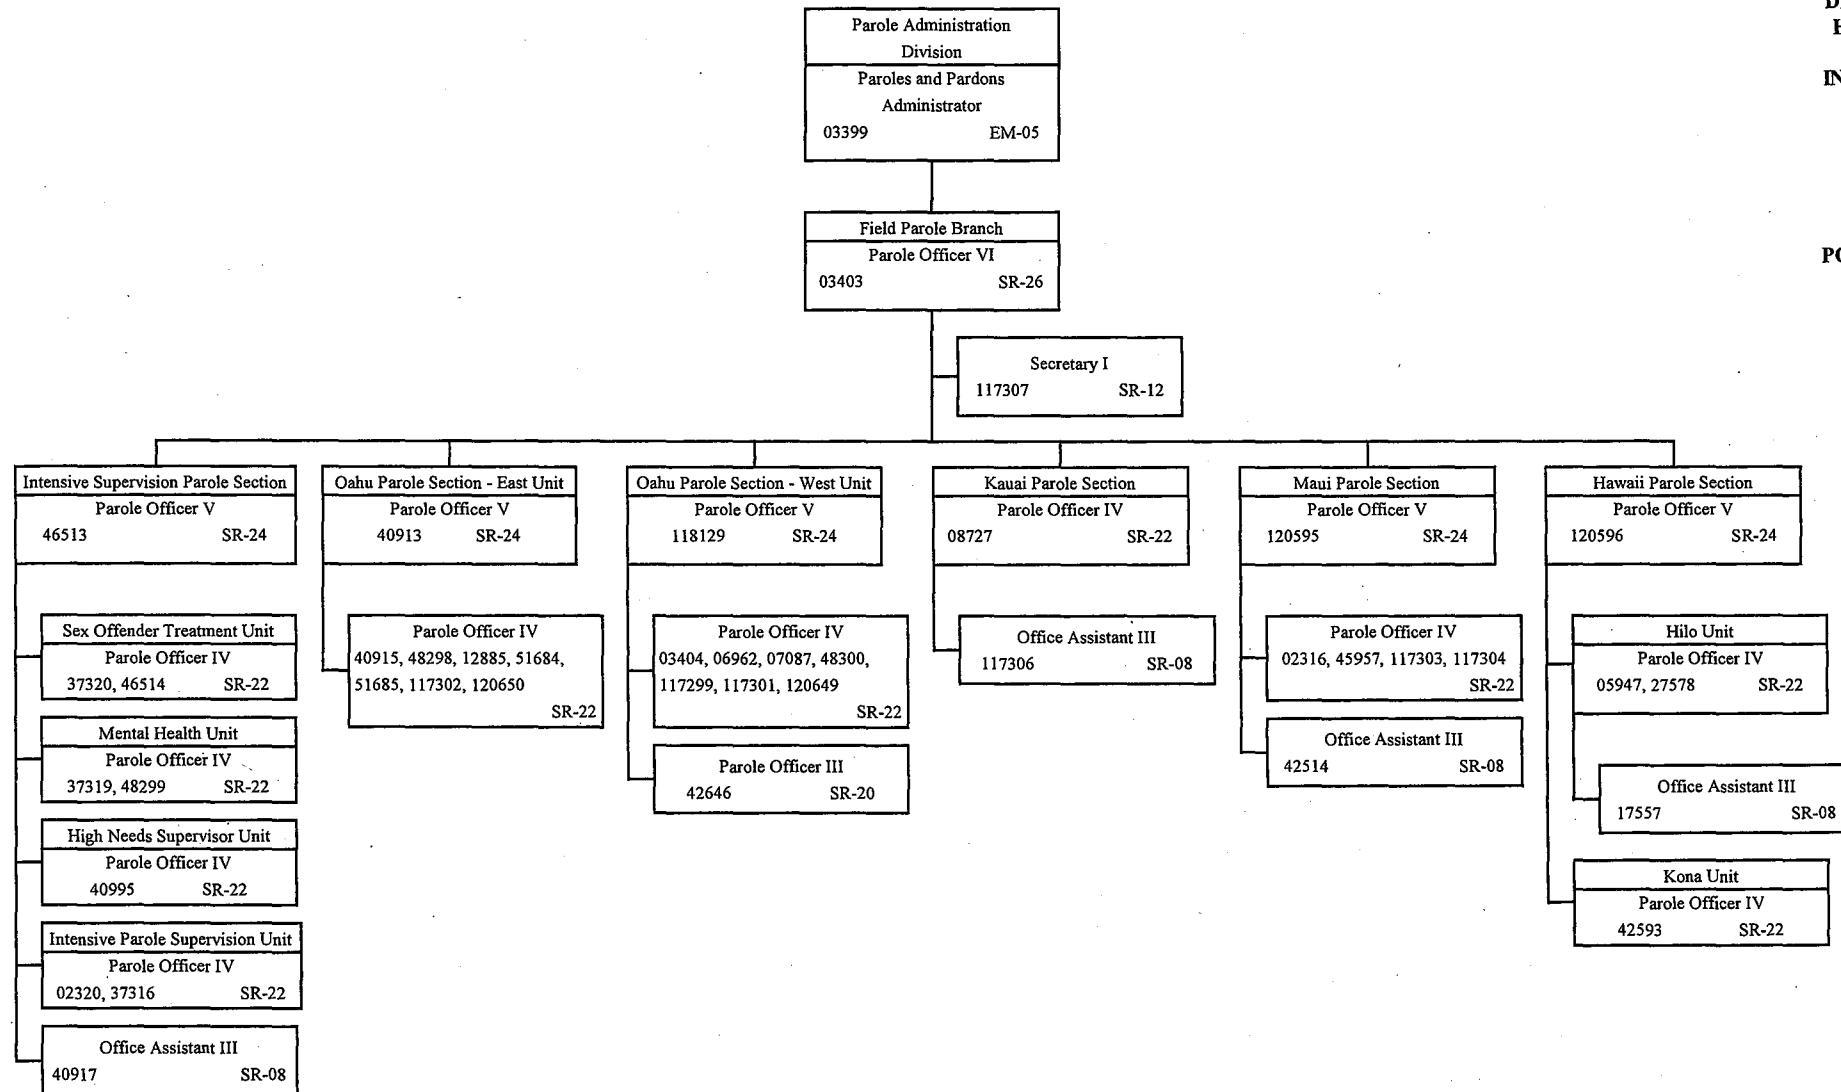 Parole Administration
Division
Paroles and Pardons
Administrator
03399 EM-05
Field Parole Branch
Parole Officer VI
03403 SR-26
Secretary I
117307 SR-12
Intensive Supervision Parole Section
Parole Officer V
46513 SR-24
Sex Offender Treatment Unit
Parole Officer IV
37320, 46514 SR-22
Mental Health Unit
Parole Officer IV
37319, 48299 SR-22
High Needs Supervisor Unit
Parole Officer IV
40995 SR-22
Intensive Parole Supervision Unit
Parole Officer IV
02320, 37316 SR-22
Office Assistant III
40917 SR-08
Oahu Parole Section - East Unit
Parole Officer V
40913 SR-24
Parole Officer IV
40915, 48298, 12885, 51684,
51685, 117302, 120650
SR-22
Oahu Parole Section - West Unit
Parole Officer V
118129 SR-24
Parole Officer IV
03404, 06962, 07087, 48300,
117299, 117301, 120649
SR-22
Parole Officer III
42646 SR-20
Kauai Parole Section
Parole Officer IV
08727 SR-22
Office Assistant III
117306 SR-08
Maui Parole Section
Parole Officer V
120595 SR-24
Parole Officer IV
02316, 45957, 117303, 117304
SR-22
Office Assistant III
42514 SR-08
Hawaii Parole Section
Parole Officer V
120596 SR-24
Hilo Unit
Parole Officer IV
05947, 27578 SR-22
Office Assistant III
17557 SR-08
Kona Unit
Parole Officer IV
42593 SR-22